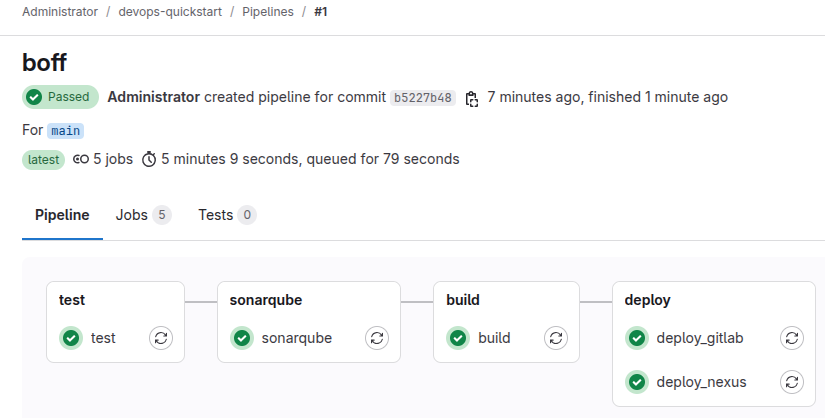 Administrator / devops-quickstart / Pipelines / #1
boff
Passed Administrator created pipeline for commit b5227b48 7 minutes ago, finished 1 minute ago
For main
latest 5 jobs 5 minutes 9 seconds, queued for 79 seconds
Pipeline Jobs 5 Tests 0
test sonarqube build deploy
test sonarqube build deploy_gitlab
deploy_nexus